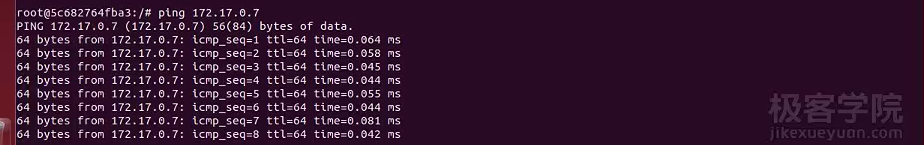 root@5c682764fba3:/# ping 172.17.0.7
PING 172.17.0.7 (172.17.0.7) 56(84) bytes of data.
64 bytes from 172.17.0.7: icmp_seq=1 ttl=64 time=0.064 ms
64 bytes from 172.17.0.7: icmp_seq=2 ttl=64 time=0.058 ms
64 bytes from 172.17.0.7: icmp_seq=3 ttl=64 time=0.045 ms
64 bytes from 172.17.0.7: icmp_seq=4 ttl=64 time=0.044 ms
64 bytes from 172.17.0.7: icmp_seq=5 ttl=64 time=0.055 ms
64 bytes from 172.17.0.7: icmp_seq=6 ttl=64 time=0.044 ms
64 bytes from 172.17.0.7: icmp_seq=7 ttl=64 time=0.081 ms
64 bytes from 172.17.0.7: icmp_seq=8 ttl=64 time=0.042 ms
极客学院
jikexueyuan.com